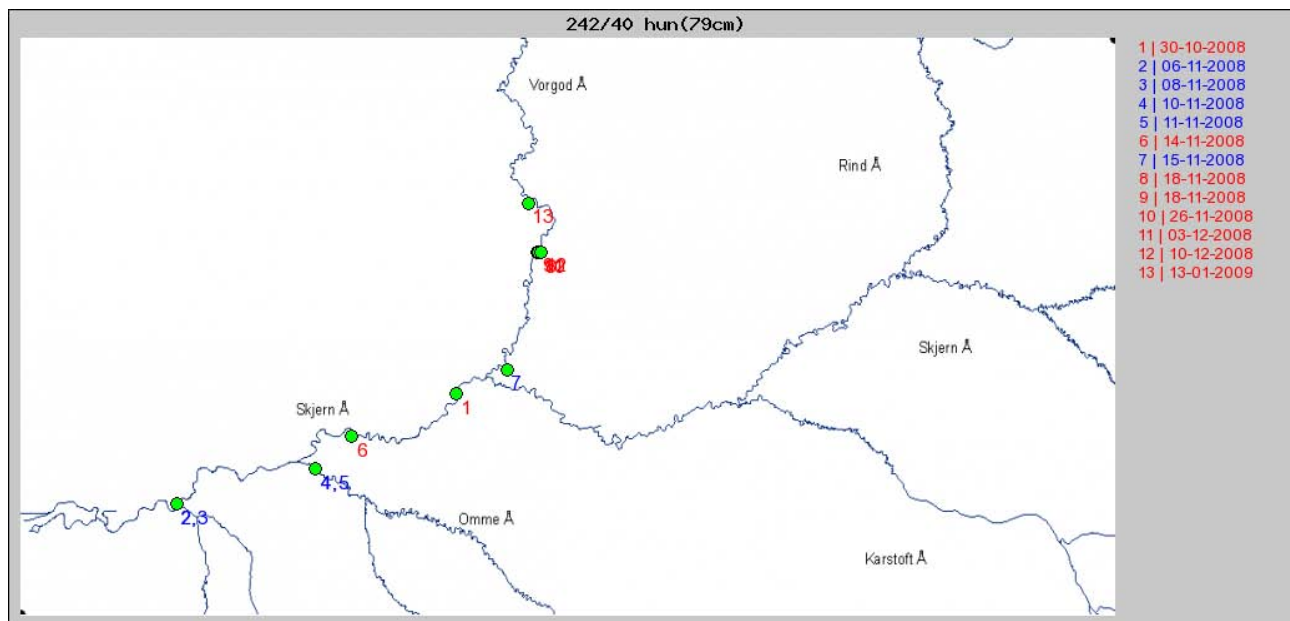 242/40 hun(79cm)
1 | 30-10-2008
2 | 06-11-2008
3 | 08-11-2008
4 | 10-11-2008
5 | 11-11-2008
6 | 14-11-2008
7 | 15-11-2008
8 | 18-11-2008
9 | 18-11-2008
10 | 26-11-2008
11 | 03-12-2008
12 | 10-12-2008
13 | 13-01-2009
Vorgod Å
Rind Å
13
Skjern Å
7
1
Skjern Å
6
4,5
2,3
Omme Å
Karstoft Å